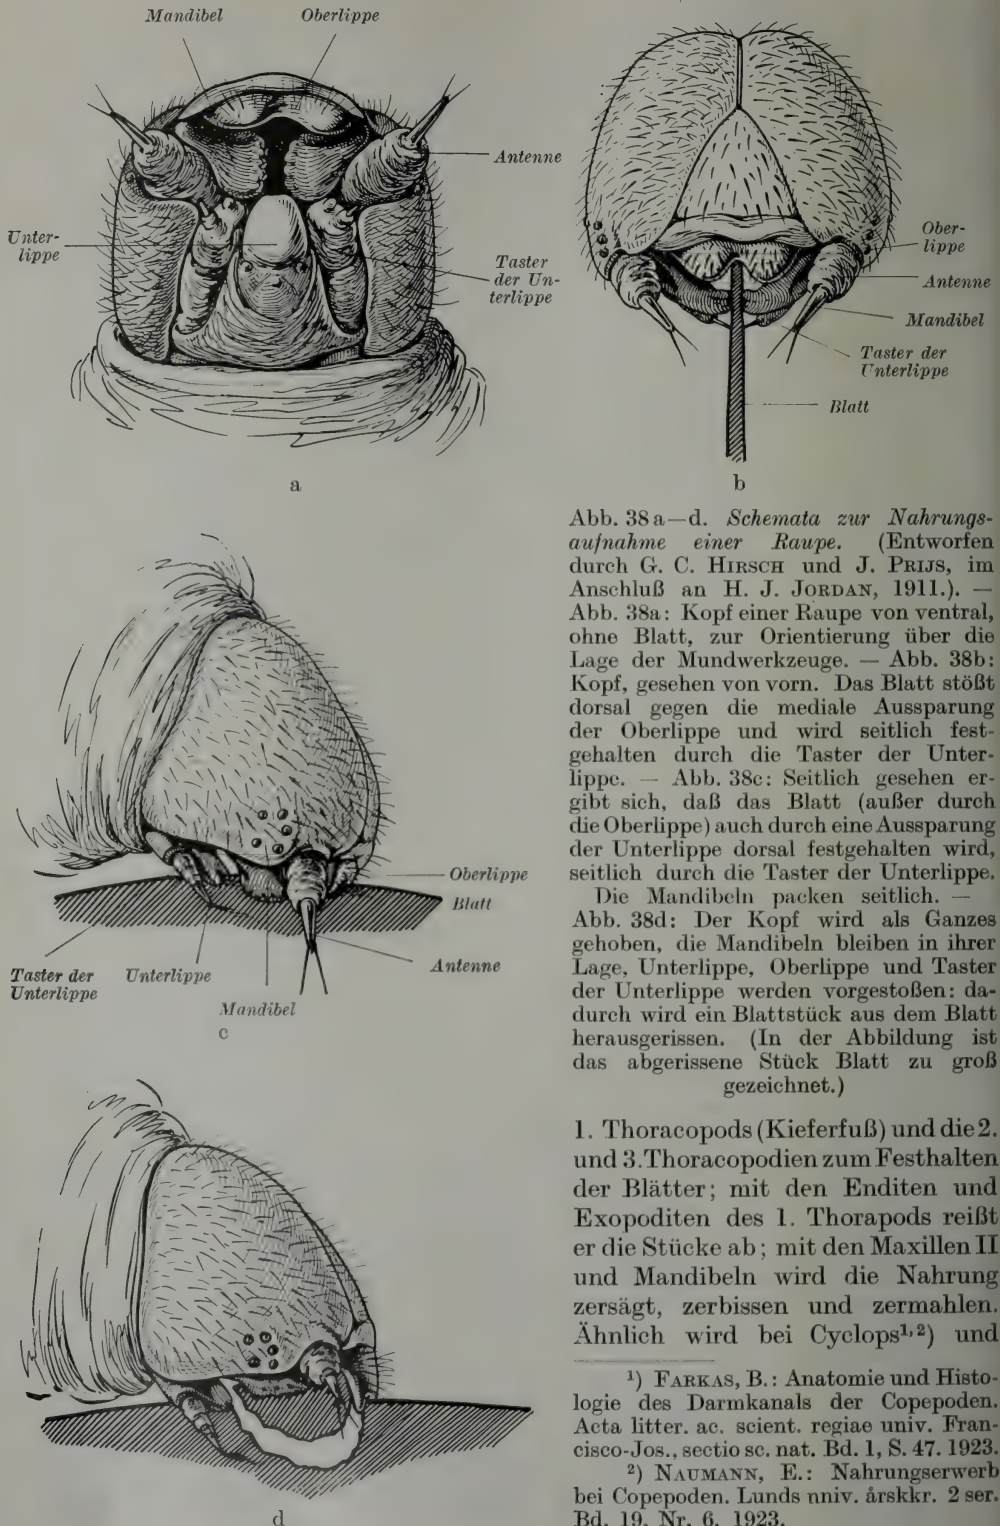 Mandibel
Oberlippe
Antenne
Unter-
lippe
Taster
der Un-
terlippe
a
Ober-
lippe
Antenne
Mandibel
Taster der
Unterlippe
Blatt
b
Oberlippe
Blatt
Antenne
Taster der
Unterlippe
Unterlippe
Mandibel
c
d
Abb. 38 a—d. Schemata zur Nahrungs-
aufnahme einer Raupe. (Entworfen
durch G. C. HIRSCH und J. PRIJS, im
Anschluß an H. J. JORDAN, 1911.). —
Abb. 38a: Kopf einer Raupe von ventral,
ohne Blatt, zur Orientierung über die
Lage der Mundwerkzeuge. — Abb. 38b:
Kopf, gesehen von vorn. Das Blatt stößt
dorsal gegen die mediale Aussparung
der Oberlippe und wird seitlich fest-
gehalten durch die Taster der Unter-
lippe. — Abb. 38c: Seitlich gesehen er-
gibt sich, daß das Blatt (außer durch
die Oberlippe) auch durch eine Aussparung
der Unterlippe dorsal festgehalten wird,
seitlich durch die Taster der Unterlippe.
Die Mandibeln packen seitlich. —
Abb. 38d: Der Kopf wird als Ganzes
gehoben, die Mandibeln bleiben in ihrer
Lage, Unterlippe, Oberlippe und Taster
der Unterlippe werden vorgestoßen: da-
durch wird ein Blattstück aus dem Blatt
herausgerissen. (In der Abbildung ist
das abgerissene Stück Blatt zu groß
gezeichnet.)
1. Thoracopods (Kieferfuß) und die 2.
und 3. Thoracopodien zum Festhalten
der Blätter; mit den Enditen und
Exopoditen des 1. Thorapods reißt
er die Stücke ab; mit den Maxillen II
und Mandibeln wird die Nahrung
zersägt, zerbissen und zermahlen.
Ähnlich wird bei Cyclops¹,²) und
¹) FARKAS, B.: Anatomie und Histo-
logie des Darmkanals der Copepoden.
Acta litter. ac. scient. regiae univ. Fran-
cisco-Jos., sectio sc. nat. Bd. 1, S. 47. 1923.
²) NAUMANN, E.: Nahrungserwerb
bei Copepoden. Lunds nniv. årskkr. 2 ser.
Bd. 19, Nr. 6. 1923.